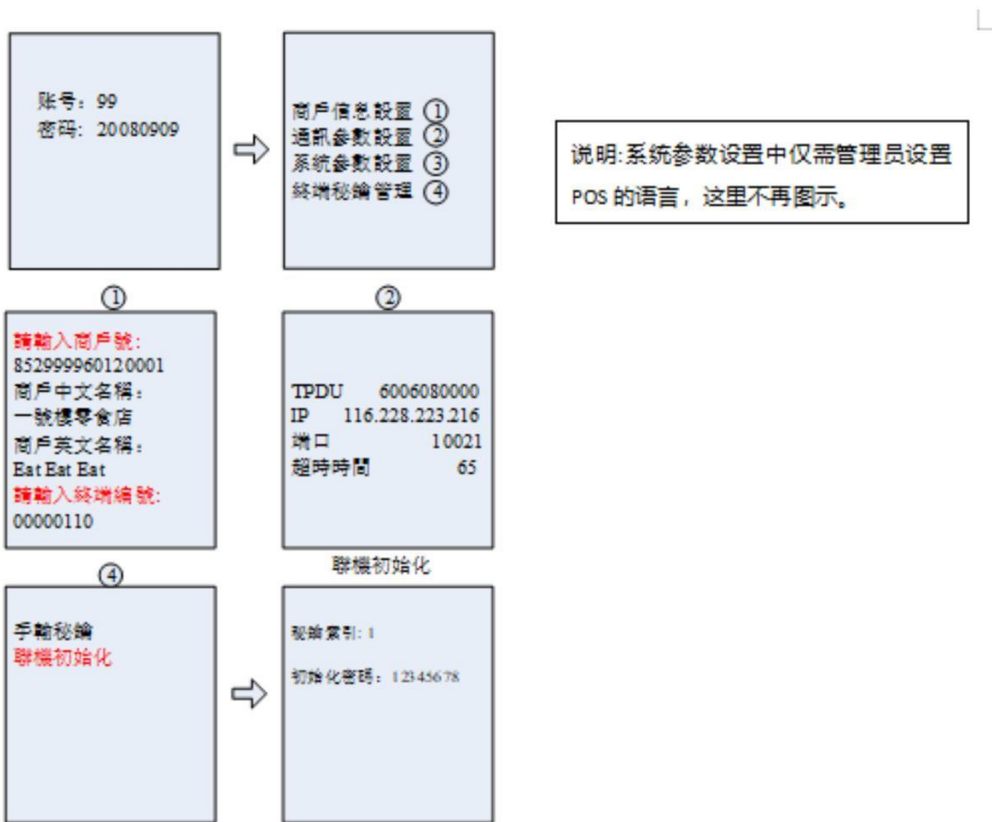 账号：99
密码：20080909
商戶信息設置 ①
通訊參數設置 ②
系統參數設置 ③
終端秘鑰管理 ④
说明:系统参数设置中仅需管理员设置
POS 的语言，这里不再图示。
①
請輸入商戶號:
852999960120001
商戶中文名稱：
一號樓零食店
商戶英文名稱：
Eat Eat Eat
請輸入終端編號:
00000110
②
TPDU 6006080000
IP 116.228.223.216
端口 10021
超時時間 65
④
手輸秘鑰
聯機初始化
聯機初始化
秘鑰索引: 1
初始化密碼：12345678